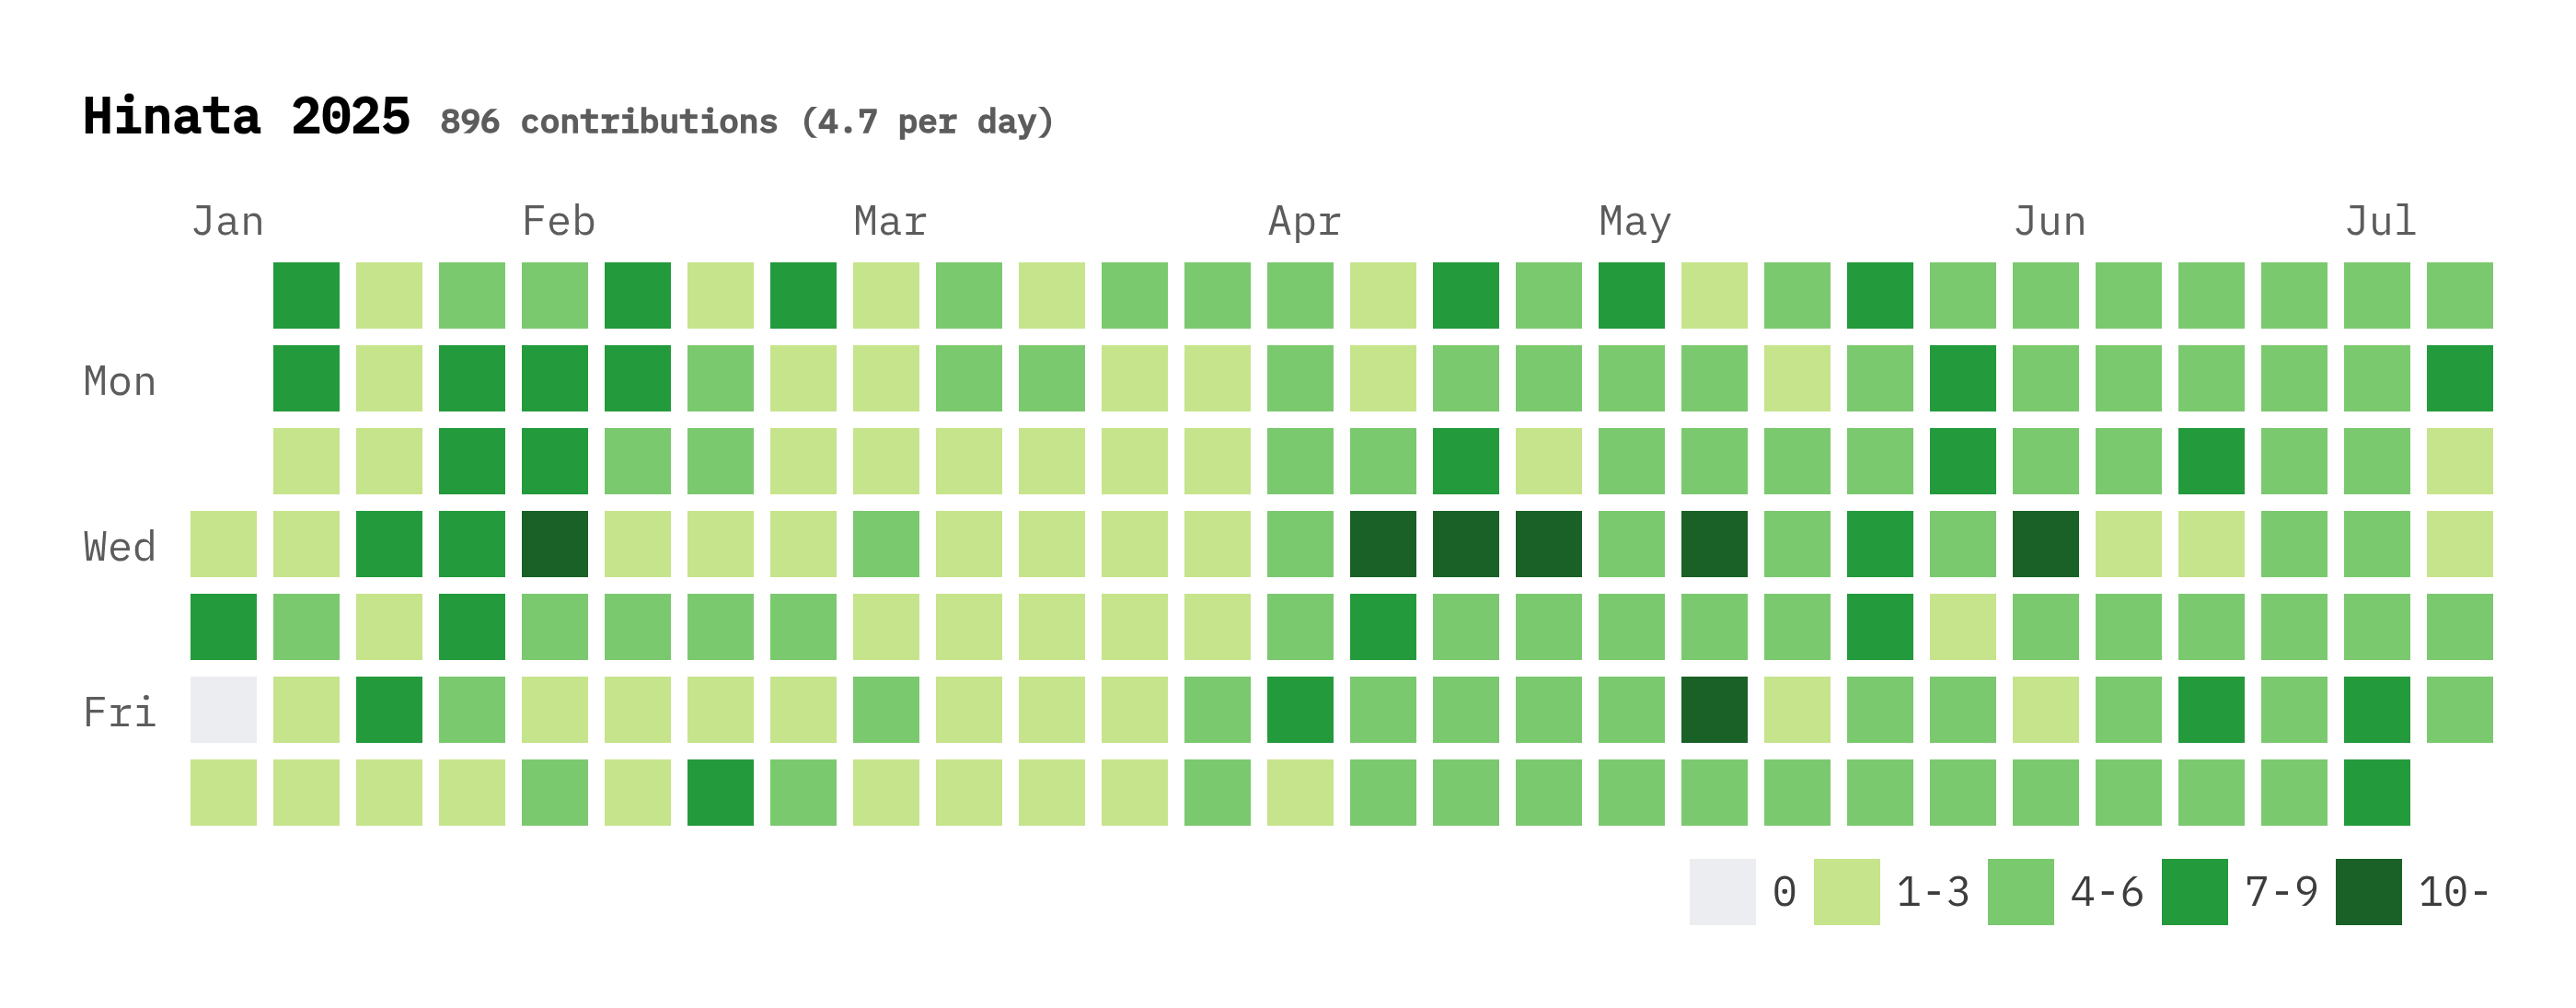 Hinata 2025 896 contributions (4.7 per day)
Jan Feb Mar Apr May Jun Jul
Mon
Wed
Fri
0 1-3 4-6 7-9 10-